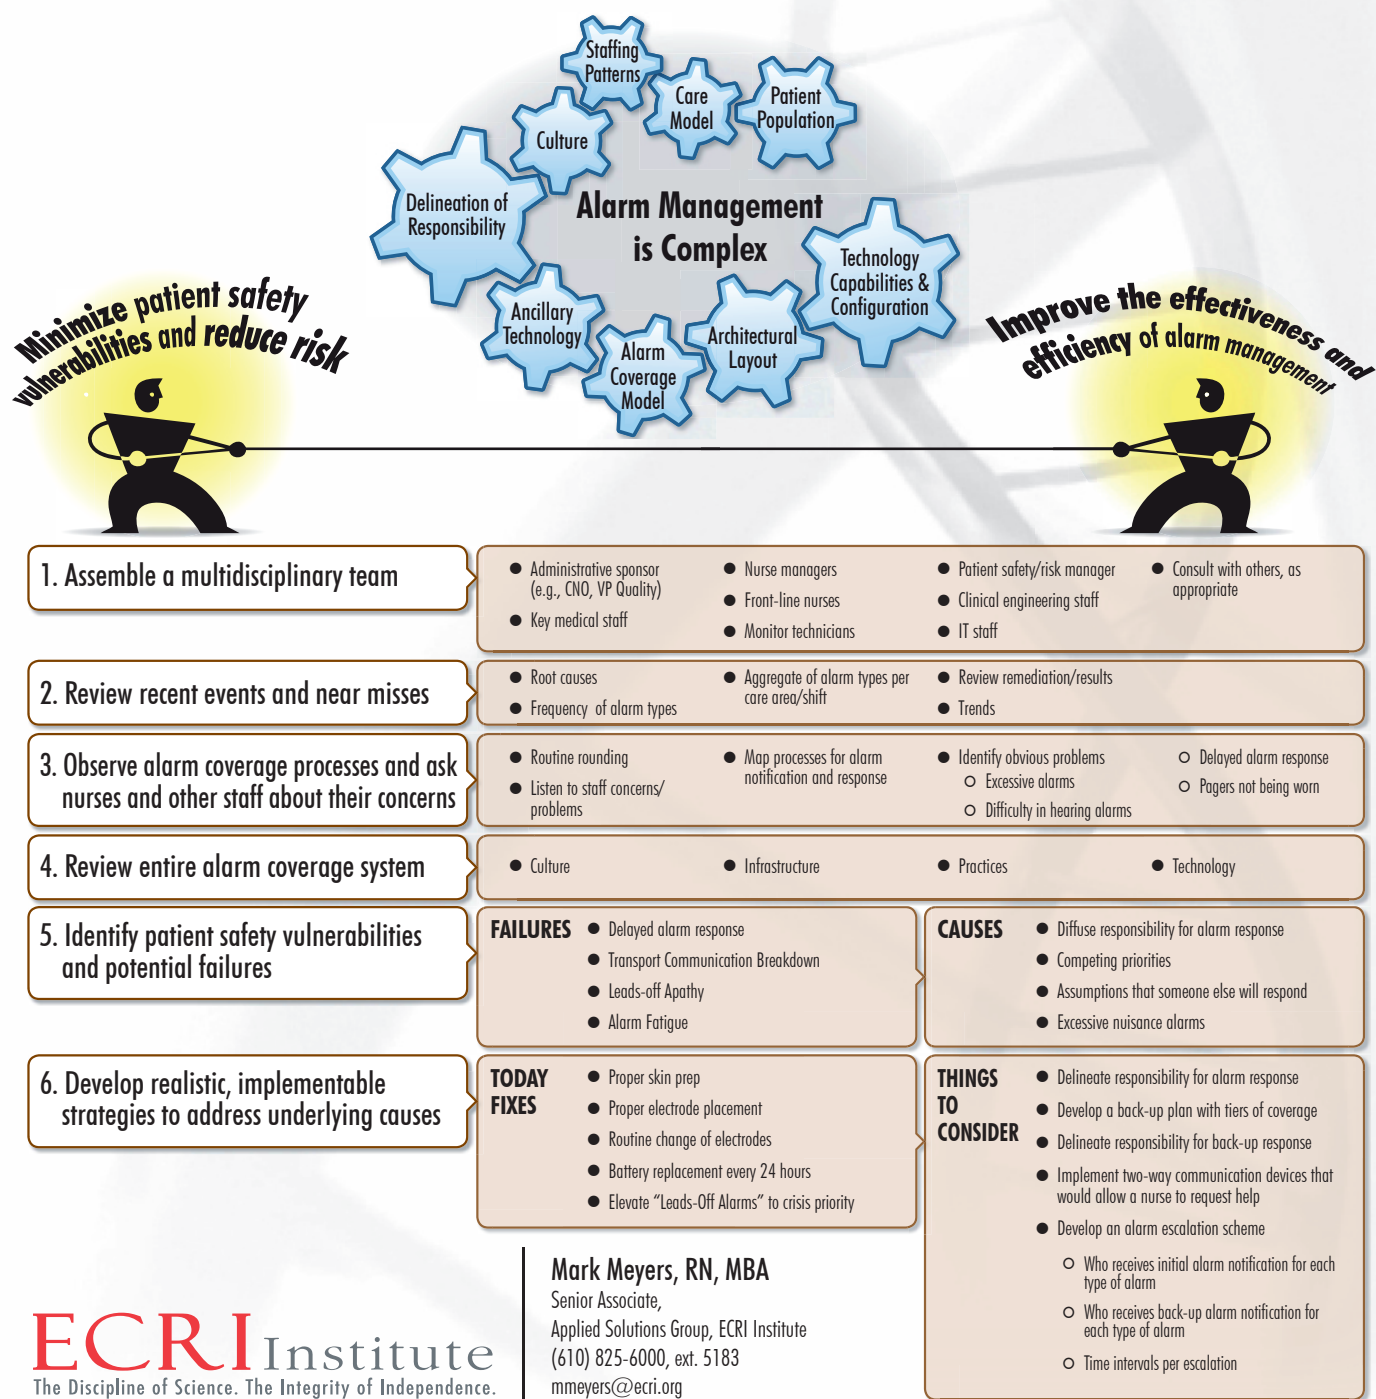 Staffing
Patterns
Care
Model
Patient
Population
Culture
Delineation of
Responsibility
Alarm Management
is Complex
Technology
Capabilities &
Configuration
Ancillary
Technology
Alarm
Coverage
Model
Architectural
Layout
Minimize patient safety
vulnerabilities and reduce risk
Improve the effectiveness and
efficiency of alarm management
1. Assemble a multidisciplinary team
● Administrative sponsor
(e.g., CNO, VP Quality)
● Key medical staff
● Nurse managers
● Front-line nurses
● Monitor technicians
● Patient safety/risk manager
● Clinical engineering staff
● IT staff
● Consult with others, as
appropriate
2. Review recent events and near misses
● Root causes
● Frequency of alarm types
● Aggregate of alarm types per
care area/shift
● Review remediation/results
● Trends
3. Observe alarm coverage processes and ask
nurses and other staff about their concerns
● Routine rounding
● Listen to staff concerns/
problems
● Map processes for alarm
notification and response
● Identify obvious problems
○ Excessive alarms
○ Difficulty in hearing alarms
○ Delayed alarm response
○ Pagers not being worn
4. Review entire alarm coverage system
● Culture
● Infrastructure
● Practices
● Technology
5. Identify patient safety vulnerabilities
and potential failures
FAILURES
● Delayed alarm response
● Transport Communication Breakdown
● Leads-off Apathy
● Alarm Fatigue
CAUSES
● Diffuse responsibility for alarm response
● Competing priorities
● Assumptions that someone else will respond
● Excessive nuisance alarms
6. Develop realistic, implementable
strategies to address underlying causes
TODAY
FIXES
● Proper skin prep
● Proper electrode placement
● Routine change of electrodes
● Battery replacement every 24 hours
● Elevate “Leads-Off Alarms” to crisis priority
THINGS
TO
CONSIDER
● Delineate responsibility for alarm response
● Develop a back-up plan with tiers of coverage
● Delineate responsibility for back-up response
● Implement two-way communication devices that
would allow a nurse to request help
● Develop an alarm escalation scheme
○ Who receives initial alarm notification for each
type of alarm
○ Who receives back-up alarm notification for
each type of alarm
○ Time intervals per escalation
ECRI Institute
The Discipline of Science. The Integrity of Independence.
Mark Meyers, RN, MBA
Senior Associate,
Applied Solutions Group, ECRI Institute
(610) 825-6000, ext. 5183
mmeyers@ecri.org